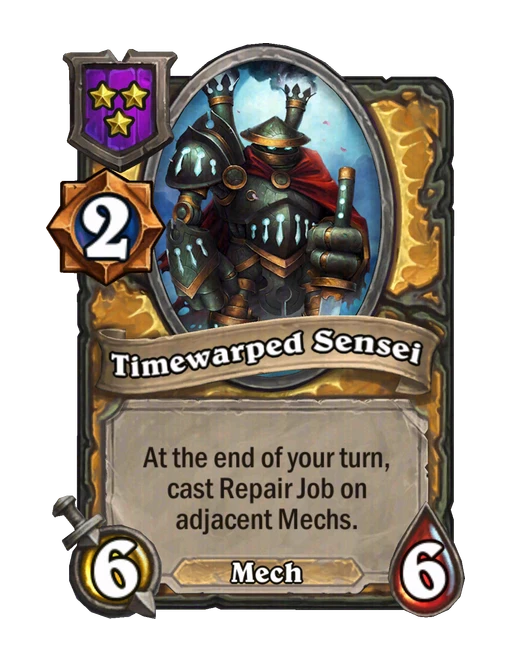 2
Timewarped Sensei
At the end of your turn,
cast Repair Job on
adjacent Mechs.
6
Mech
6